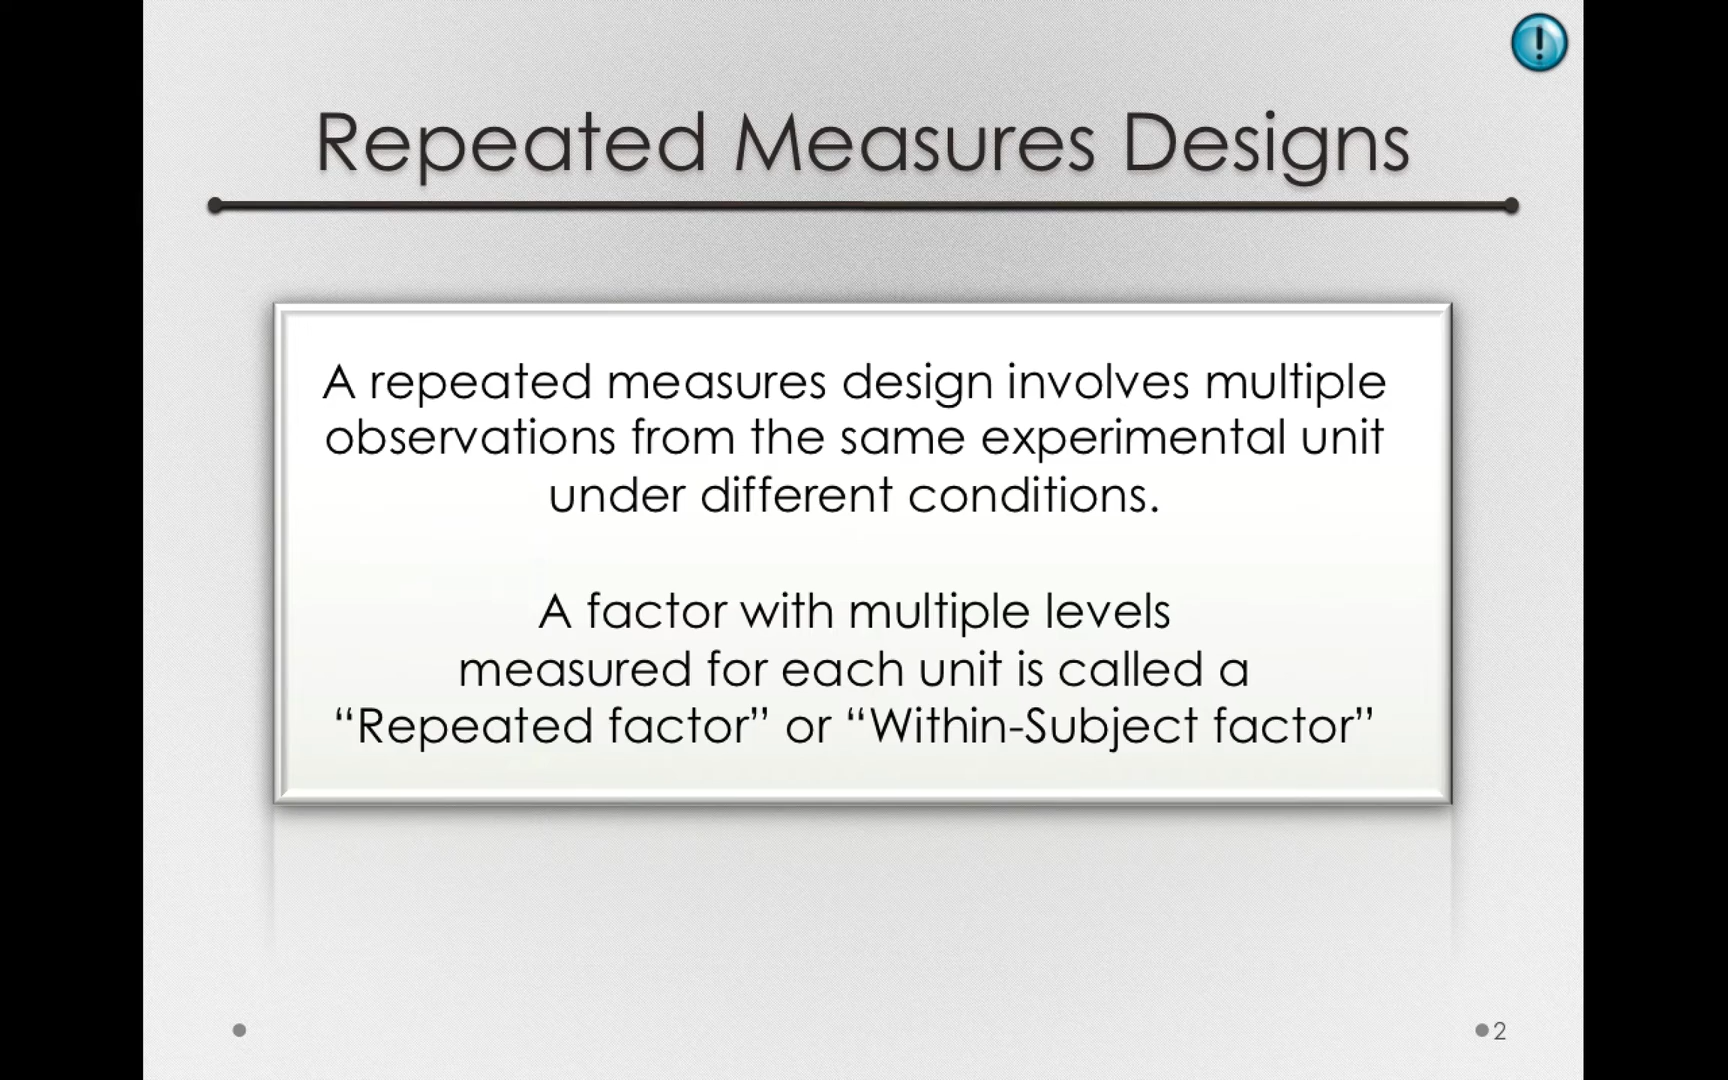 Repeated Measures Designs
A repeated measures design involves multiple
observations from the same experimental unit
under different conditions.
A factor with multiple levels
measured for each unit is called a
“Repeated factor” or “Within-Subject factor”
2